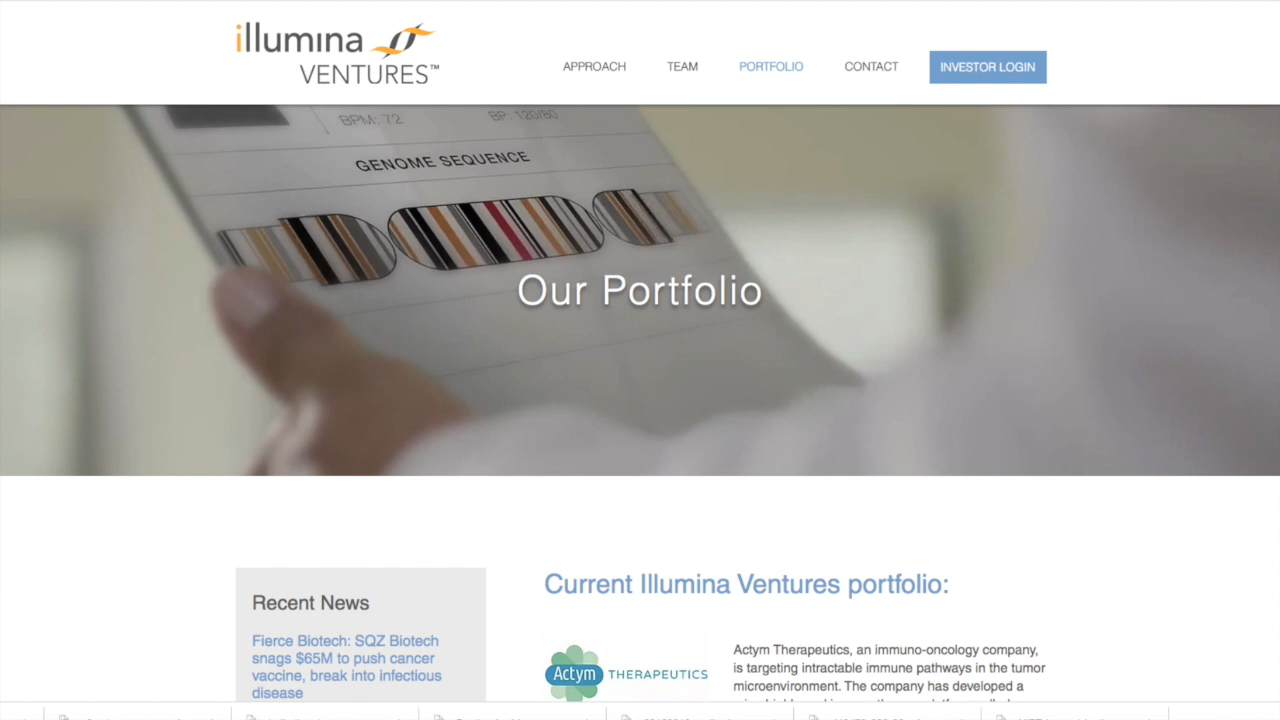 illumina
VENTURES™
APPROACH
TEAM
PORTFOLIO
CONTACT
INVESTOR LOGIN
BPM: 72
BP: 120/80
GENOME SEQUENCE
Our Portfolio
Recent News
Fierce Biotech: SQZ Biotech
snags $65M to push cancer
vaccine, break into infectious
disease
Current Illumina Ventures portfolio:
Actym THERAPEUTICS
Actym Therapeutics, an immuno-oncology company,
is targeting intractable immune pathways in the tumor
microenvironment. The company has developed a